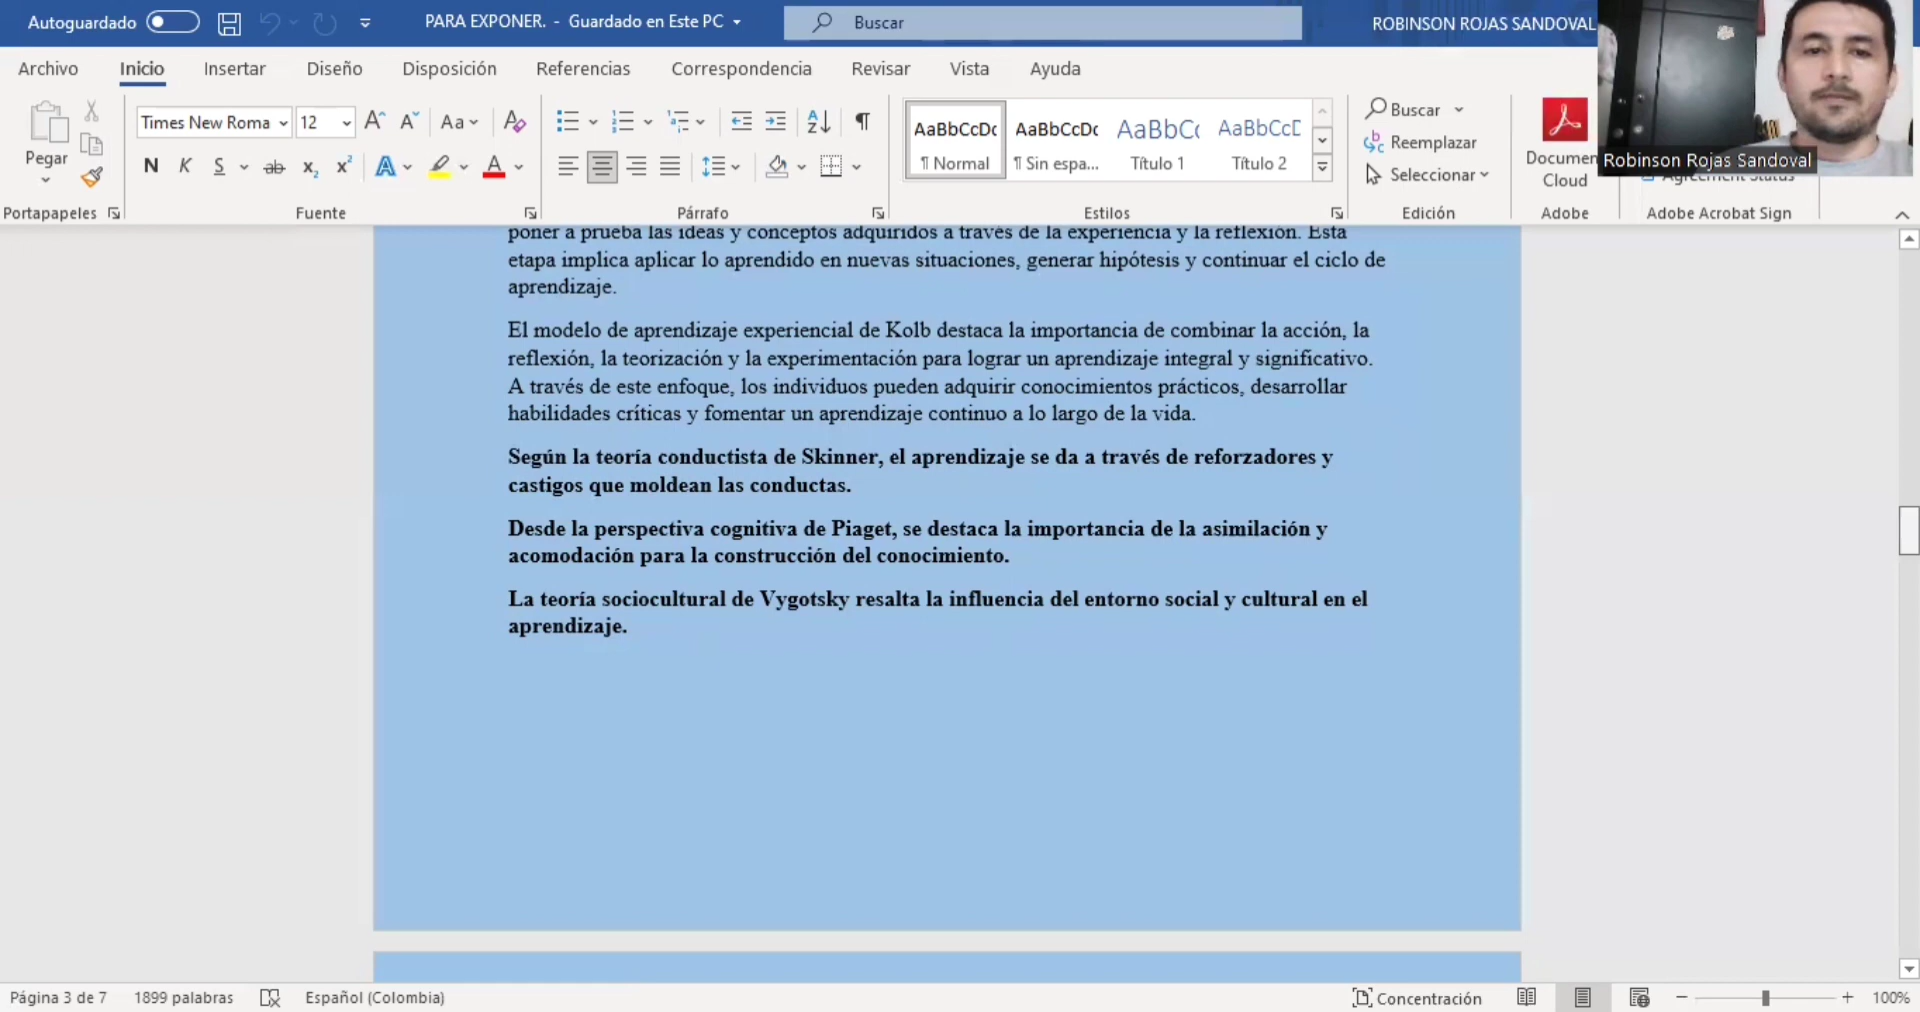 Autoguardado
PARA EXPONER. - Guardado en Este PC
Buscar
ROBINSON ROJAS SANDOVAL
Archivo Inicio Insertar Diseño Disposición Referencias Correspondencia Revisar Vista Ayuda
Pegar
Portapapeles
Times New Roma 12
Aa
N K S ab x₂ x² A A
Fuente
Párrafo
AaBbCcDc AaBbCcDc AaBbC AaBbCcD
¶ Normal ¶ Sin espa... Título 1 Título 2
Estilos
Buscar
Reemplazar
Seleccionar
Edición
Documen
Cloud
Adobe
Robinson Rojas Sandoval
Agreement Status
Adobe Acrobat Sign
poner a prueba las ideas y conceptos adquiridos a través de la experiencia y la reflexión. Esta
etapa implica aplicar lo aprendido en nuevas situaciones, generar hipótesis y continuar el ciclo de
aprendizaje.
El modelo de aprendizaje experiencial de Kolb destaca la importancia de combinar la acción, la
reflexión, la teorización y la experimentación para lograr un aprendizaje integral y significativo.
A través de este enfoque, los individuos pueden adquirir conocimientos prácticos, desarrollar
habilidades críticas y fomentar un aprendizaje continuo a lo largo de la vida.
Según la teoría conductista de Skinner, el aprendizaje se da a través de reforzadores y
castigos que moldean las conductas.
Desde la perspectiva cognitiva de Piaget, se destaca la importancia de la asimilación y
acomodación para la construcción del conocimiento.
La teoría sociocultural de Vygotsky resalta la influencia del entorno social y cultural en el
aprendizaje.
Página 3 de 7 1899 palabras Español (Colombia) Concentración 100%